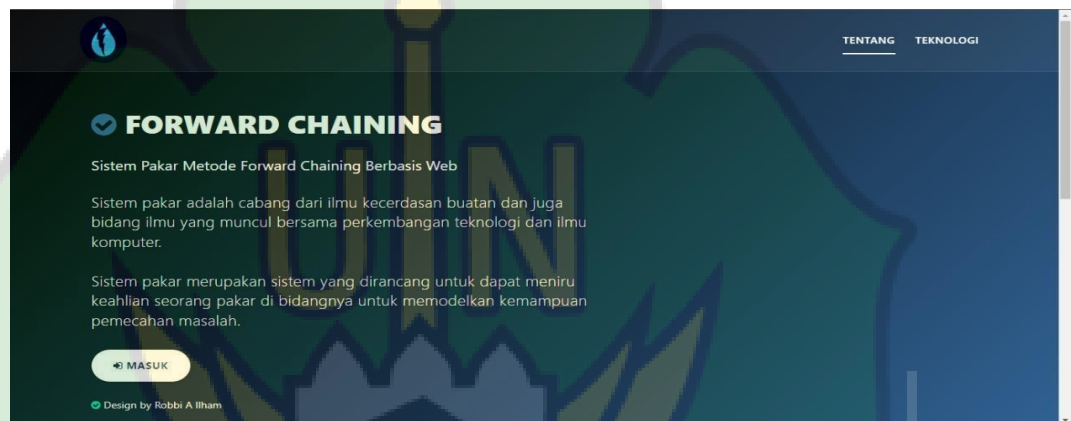 TENTANG TEKNOLOGI
FORWARD CHAINING
Sistem Pakar Metode Forward Chaining Berbasis Web
Sistem pakar adalah cabang dari ilmu kecerdasan buatan dan juga
bidang ilmu yang muncul bersama perkembangan teknologi dan ilmu
komputer.
Sistem pakar merupakan sistem yang dirancang untuk dapat meniru
keahlian seorang pakar di bidangnya untuk memodelkan kemampuan
pemecahan masalah.
MASUK
Design by Robbi A Ilham
UIN